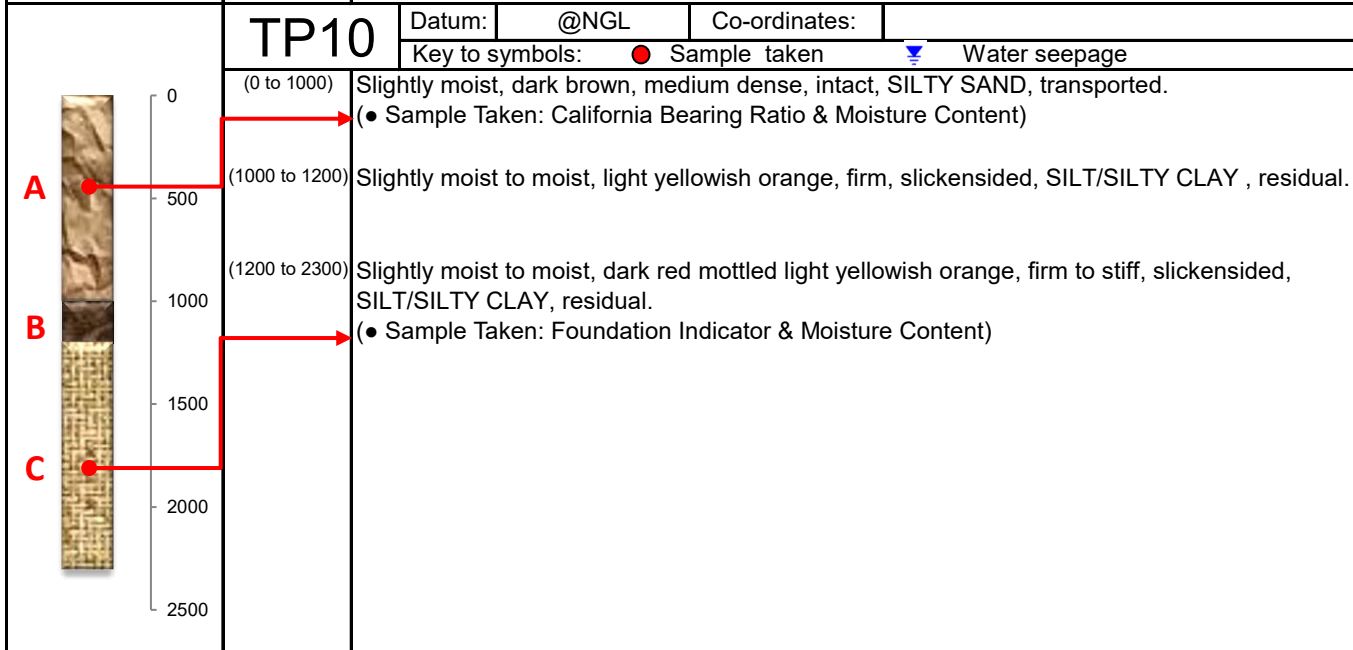 TP10
Datum: @NGL Co-ordinates:
Key to symbols: Sample taken Water seepage
(0 to 1000) Slightly moist, dark brown, medium dense, intact, SILTY SAND, transported.
(● Sample Taken: California Bearing Ratio & Moisture Content)
(1000 to 1200) Slightly moist to moist, light yellowish orange, firm, slickensided, SILT/SILTY CLAY , residual.
(1200 to 2300) Slightly moist to moist, dark red mottled light yellowish orange, firm to stiff, slickensided,
SILT/SILTY CLAY, residual.
(● Sample Taken: Foundation Indicator & Moisture Content)
A
B
C
0
500
1000
1500
2000
2500